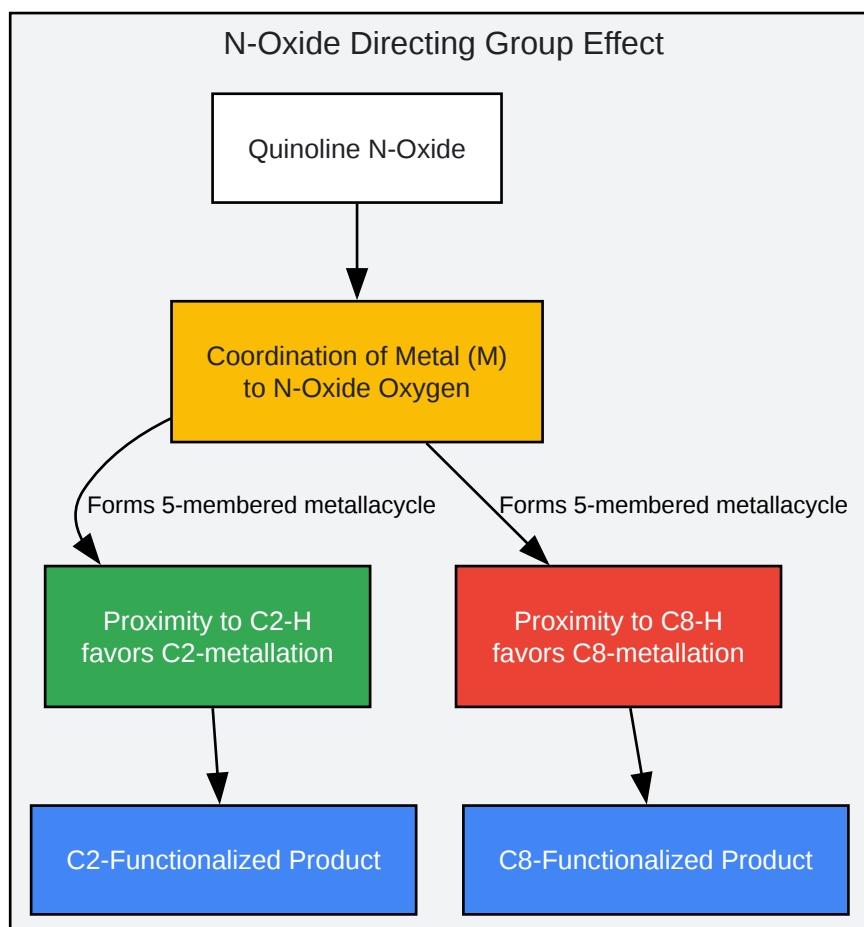 N-Oxide Directing Group Effect
Quinoline N-Oxide
Coordination of Metal (M)
to N-Oxide Oxygen
Forms 5-membered metallacycle
Forms 5-membered metallacycle
Proximity to C2-H
favors C2-metallation
Proximity to C8-H
favors C8-metallation
C2-Functionalized Product
C8-Functionalized Product